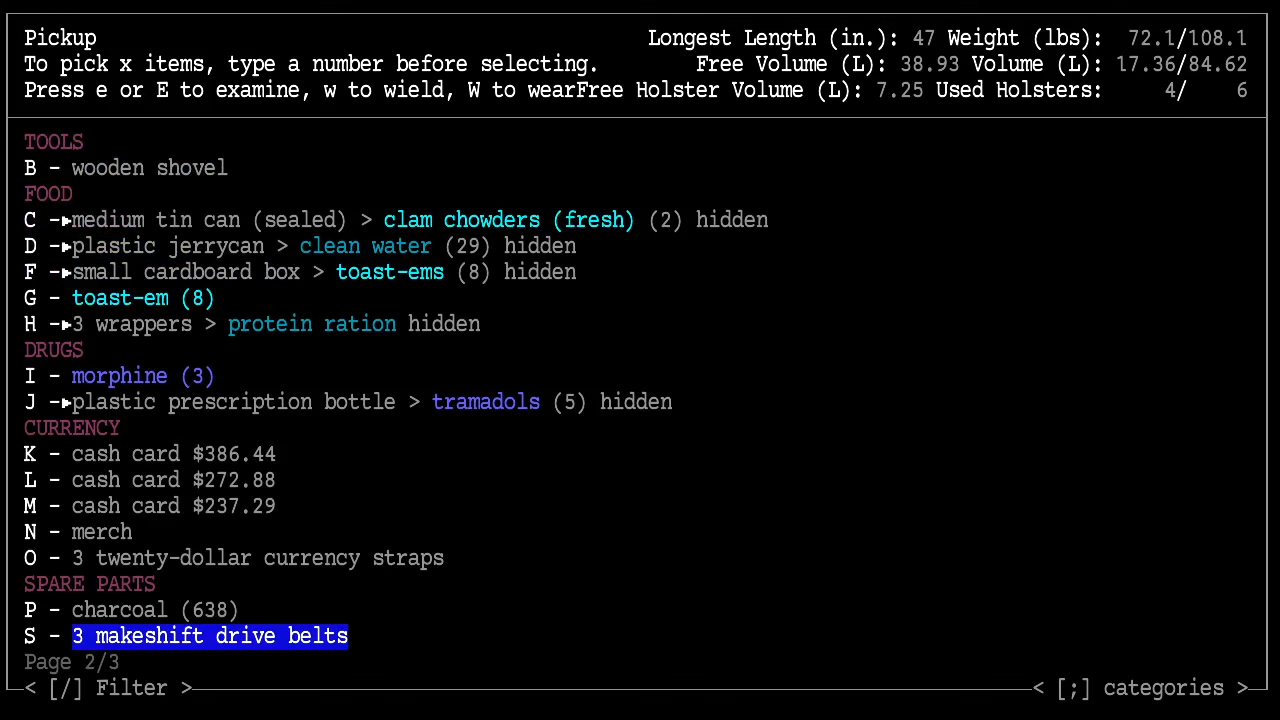 Pickup Longest Length (in.): 47 Weight (lbs): 72.1/108.1
To pick x items, type a number before selecting. Free Volume (L): 38.93 Volume (L): 17.36/84.62
Press e or E to examine, w to wield, W to wearFree Holster Volume (L): 7.25 Used Holsters: 4/ 6
TOOLS
B - wooden shovel
FOOD
C -▸medium tin can (sealed) > clam chowders (fresh) (2) hidden
D -▸plastic jerrycan > clean water (29) hidden
F -▸small cardboard box > toast-ems (8) hidden
G - toast-em (8)
H -▸3 wrappers > protein ration hidden
DRUGS
I - morphine (3)
J -▸plastic prescription bottle > tramadols (5) hidden
CURRENCY
K - cash card $386.44
L - cash card $272.88
M - cash card $237.29
N - merch
O - 3 twenty-dollar currency straps
SPARE PARTS
P - charcoal (638)
S - 3 makeshift drive belts
Page 2/3
< [/] Filter > < [;] categories >